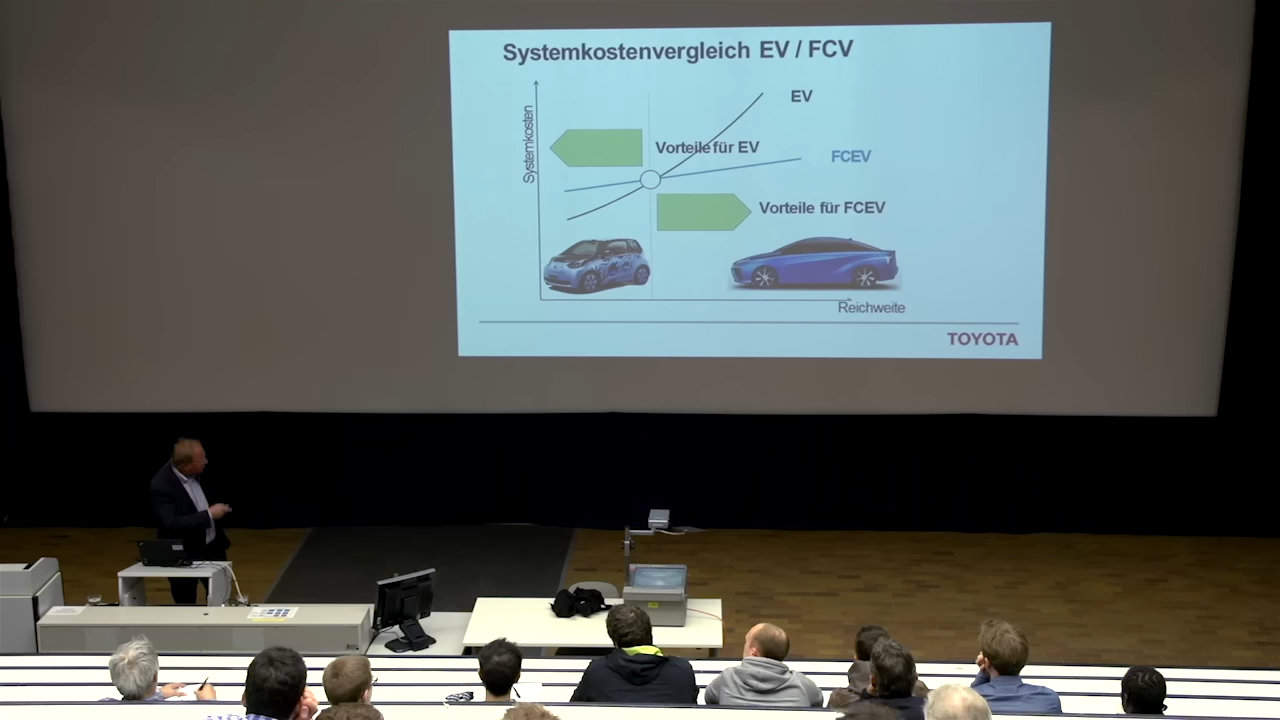 Systemkostenvergleich EV / FCV
EV
Systemkosten
Vorteile für EV
FCEV
Vorteile für FCEV
Reichweite
TOYOTA